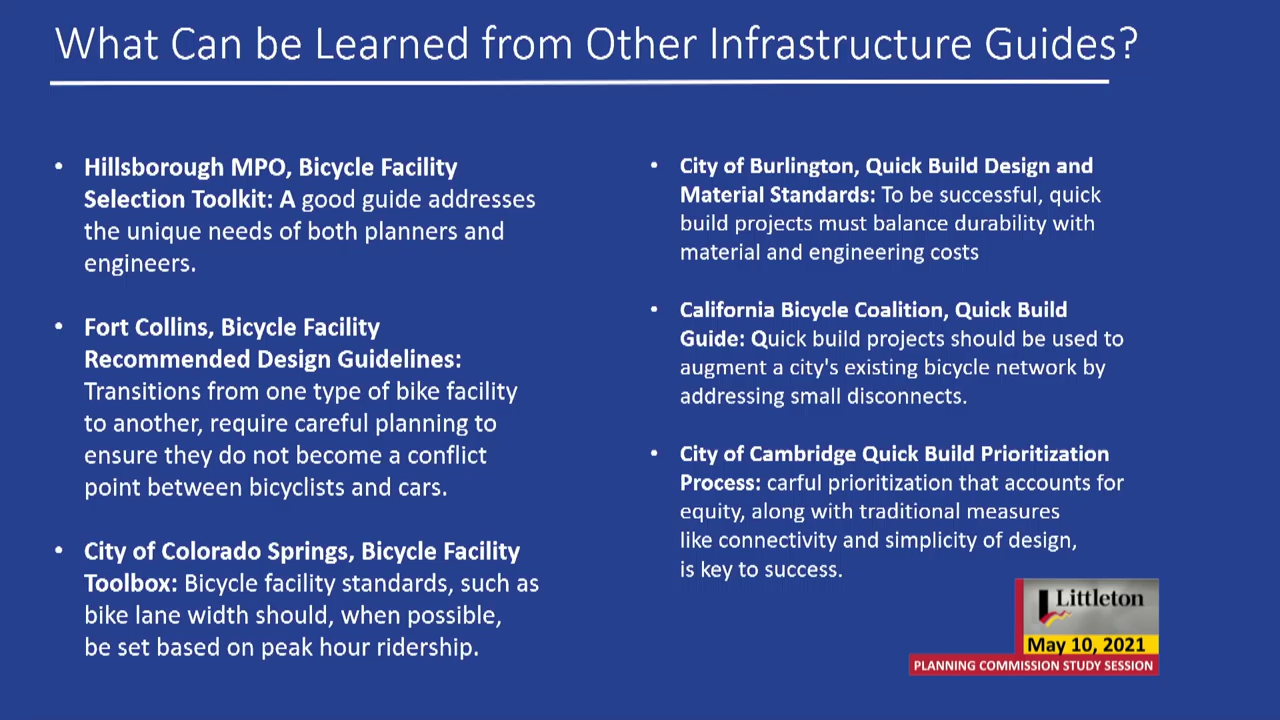 What Can be Learned from Other Infrastructure Guides?
• Hillsborough MPO, Bicycle Facility
Selection Toolkit: A good guide addresses
the unique needs of both planners and
engineers.
• Fort Collins, Bicycle Facility
Recommended Design Guidelines:
Transitions from one type of bike facility
to another, require careful planning to
ensure they do not become a conflict
point between bicyclists and cars.
• City of Colorado Springs, Bicycle Facility
Toolbox: Bicycle facility standards, such as
bike lane width should, when possible,
be set based on peak hour ridership.
• City of Burlington, Quick Build Design and
Material Standards: To be successful, quick
build projects must balance durability with
material and engineering costs
• California Bicycle Coalition, Quick Build
Guide: Quick build projects should be used to
augment a city's existing bicycle network by
addressing small disconnects.
• City of Cambridge Quick Build Prioritization
Process: carful prioritization that accounts for
equity, along with traditional measures
like connectivity and simplicity of design,
is key to success.
Littleton
May 10, 2021
PLANNING COMMISSION STUDY SESSION